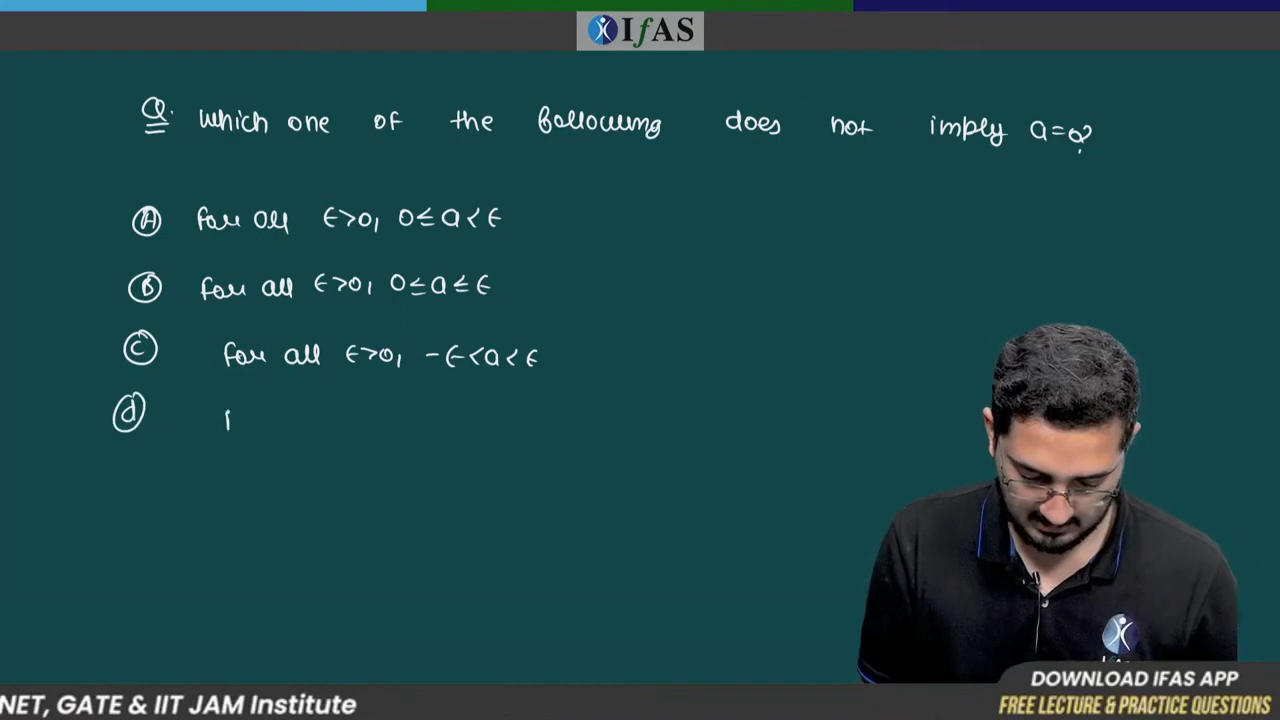 IfAS
Q. Which one of the following does not imply a=0?
(A) For all ε>0, 0≤a<ε
(B) For all ε>0, 0≤a≤ε
(C) For all ε>0, -ε<a<ε
(d)
DOWNLOAD IFAS APP
NET, GATE & IIT JAM Institute
FREE LECTURE & PRACTICE QUESTIONS